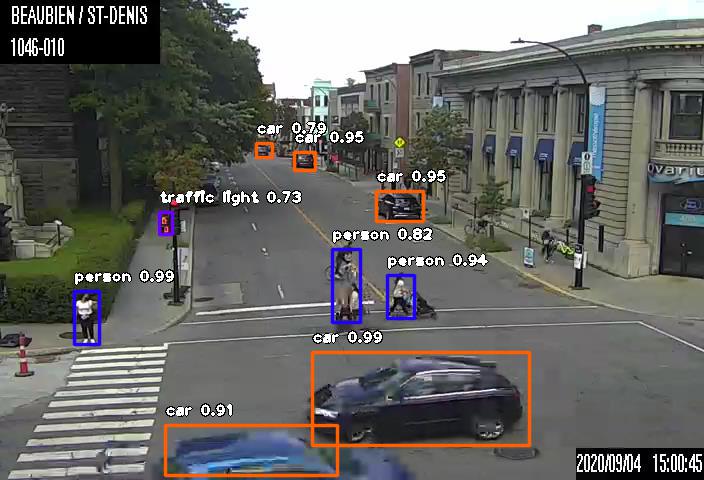 BEAUBIEN / ST-DENIS
1046-010
car 0.79
car 0.95
car 0.95
traffic light 0.73
person 0.82
person 0.94
person 0.99
car 0.99
car 0.91
2020/09/04 15:00:45